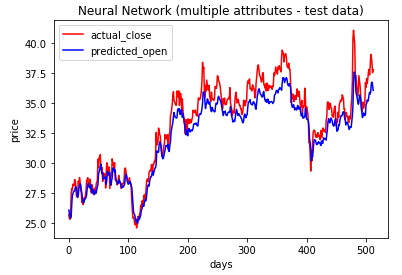 Neural Network (multiple attributes - test data)
actual_close
predicted_open
40.0
37.5
35.0
32.5
30.0
27.5
25.0
price
0
100
200
300
400
500
days